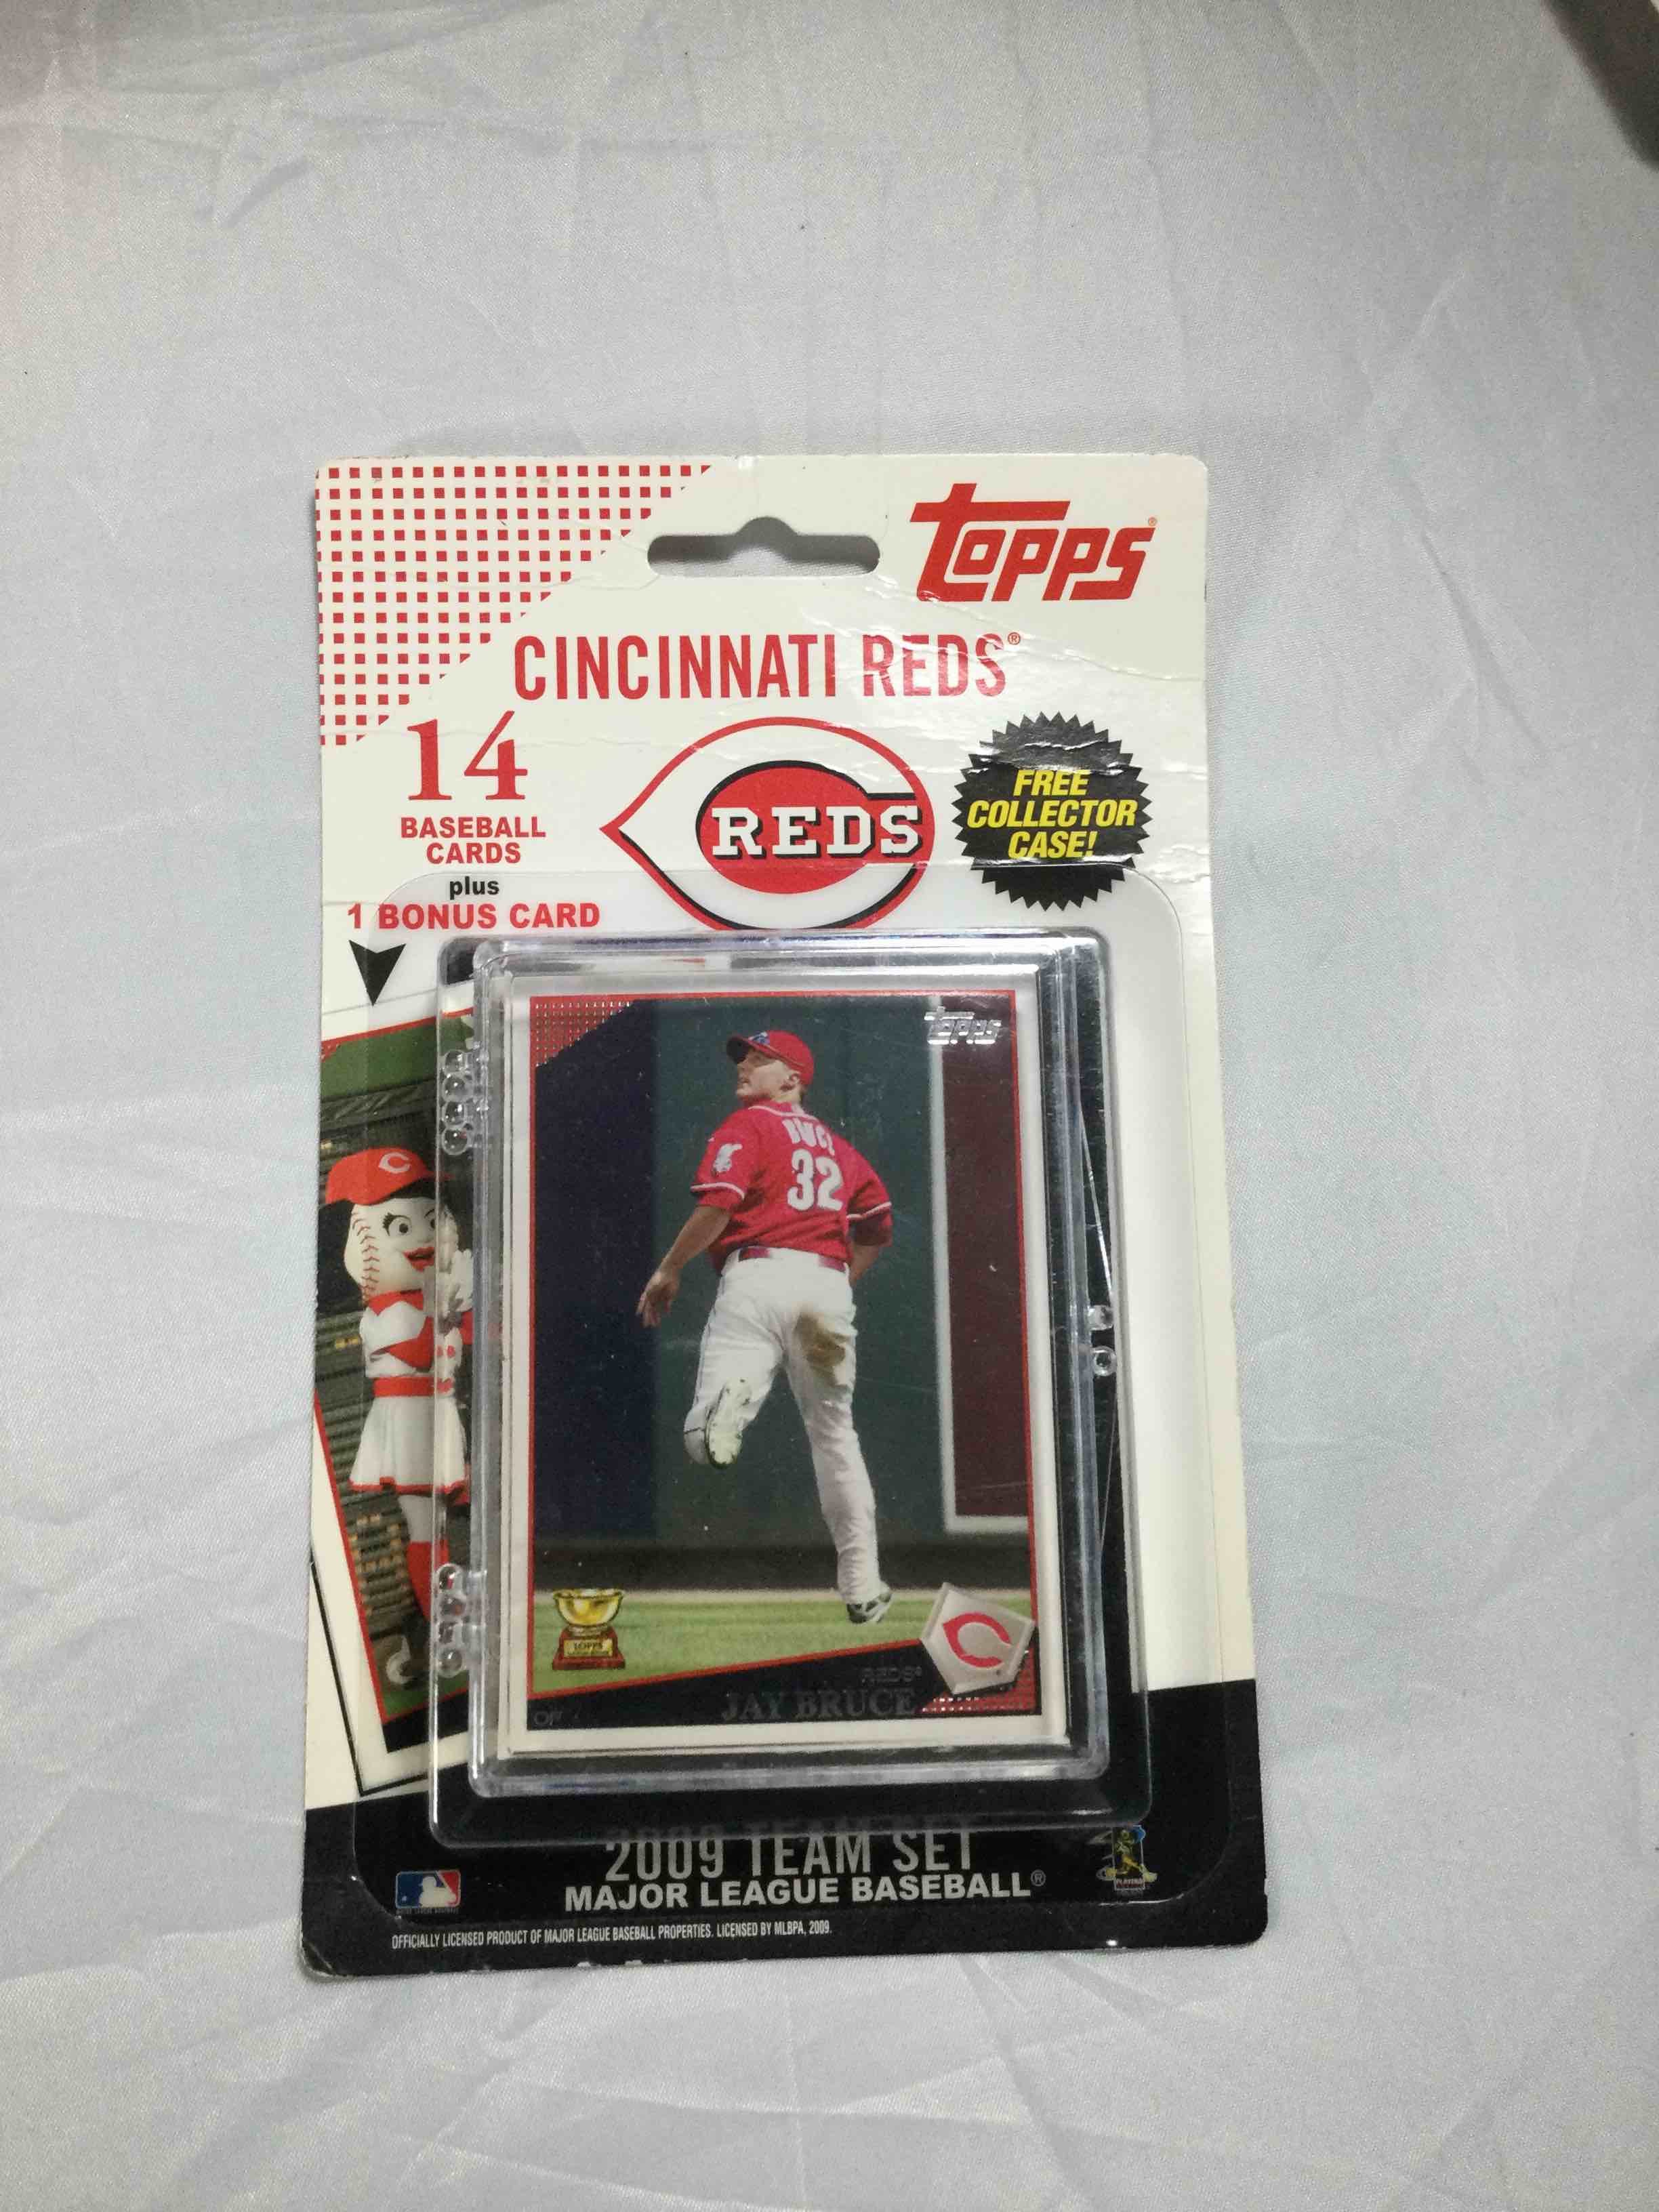 TOPPS®
CINCINNATI REDS®
14
BASEBALL
CARDS
plus
1 BONUS CARD
REDS
FREE
COLLECTOR
CASE!
TOPPS
32
TOPPS
REDS®
JAY BRUCE
OF
2009 TEAM SET
MAJOR LEAGUE BASEBALL®
OFFICIALLY LICENSED PRODUCT OF MAJOR LEAGUE BASEBALL PROPERTIES. LICENSED BY MLBPA, 2009.